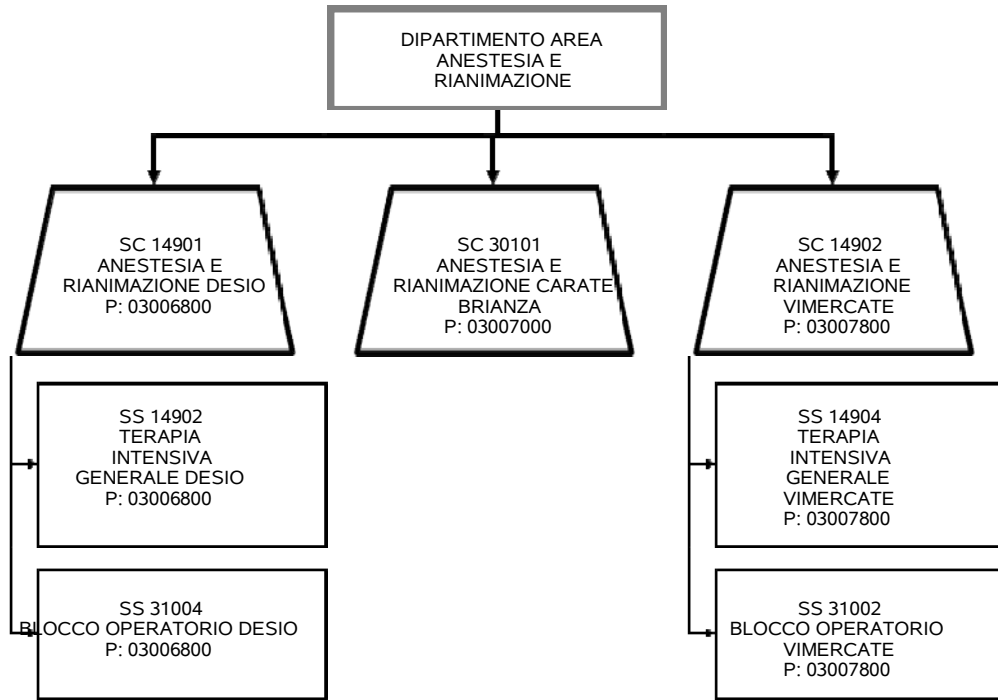 DIPARTIMENTO AREA
ANESTESIA E
RIANIMAZIONE
SC 14901
ANESTESIA E
RIANIMAZIONE DESIO
P: 03006800
SC 30101
ANESTESIA E
RIANIMAZIONE CARATE
BRIANZA
P: 03007000
SC 14902
ANESTESIA E
RIANIMAZIONE
VIMERCATE
P: 03007800
SS 14902
TERAPIA
INTENSIVA
GENERALE DESIO
P: 03006800
SS 14904
TERAPIA
INTENSIVA
GENERALE
VIMERCATE
P: 03007800
SS 31004
BLOCCO OPERATORIO DESIO
P: 03006800
SS 31002
BLOCCO OPERATORIO
VIMERCATE
P: 03007800